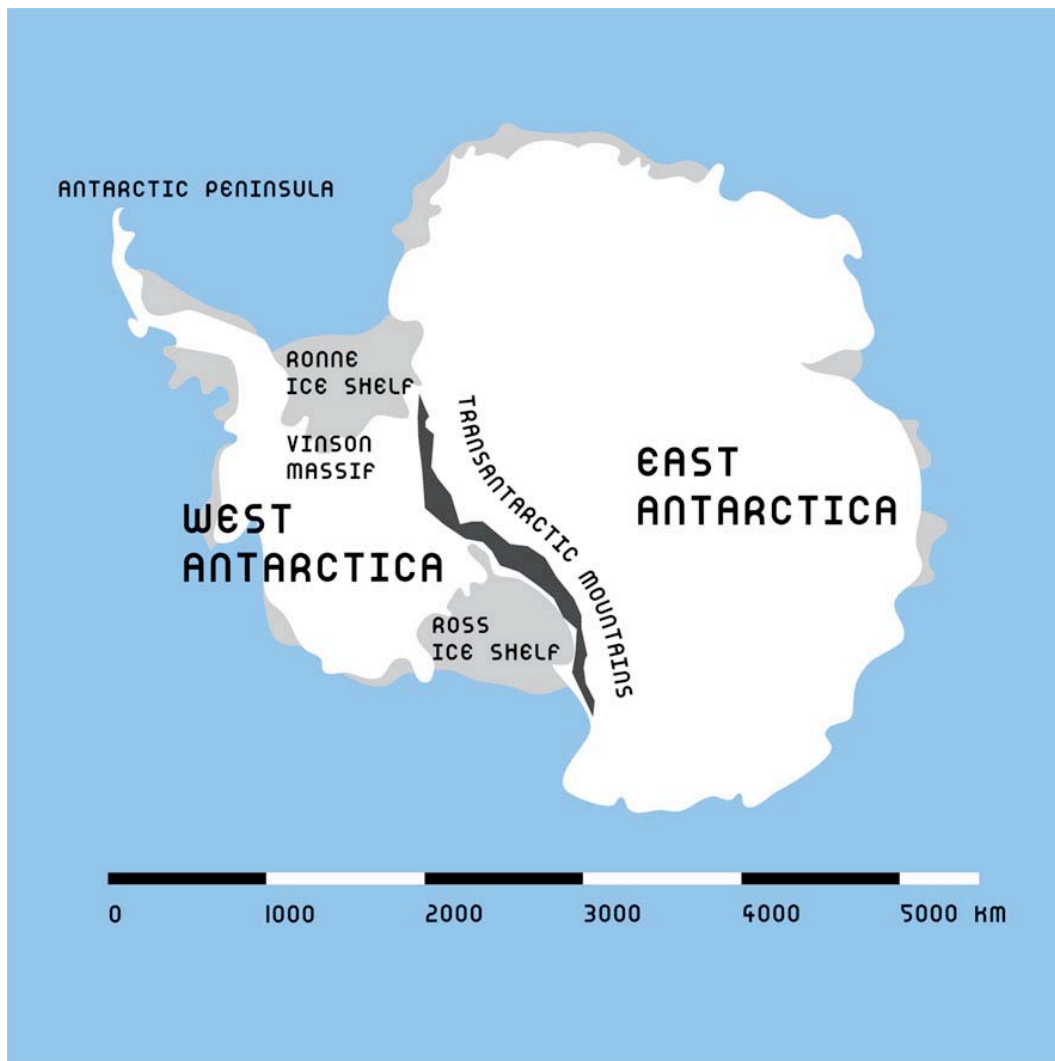 ANTARCTIC PENINSULA
RONNE
ICE SHELF
VINSON
MASSIF
TRANSANTARCTIC MOUNTAINS
EAST
ANTARCTICA
WEST
ANTARCTICA
ROSS
ICE SHELF
0 1000 2000 3000 4000 5000 KM